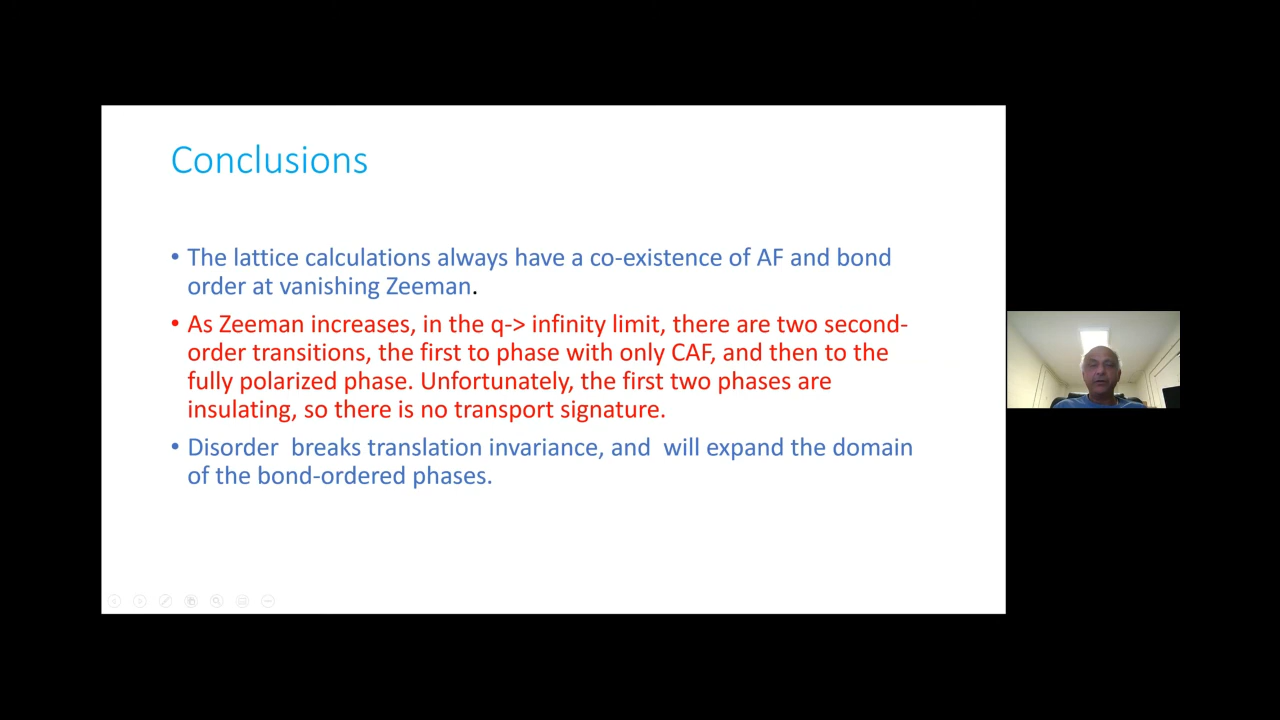 Conclusions
• The lattice calculations always have a co-existence of AF and bond
order at vanishing Zeeman.
• As Zeeman increases, in the q-> infinity limit, there are two second-
order transitions, the first to phase with only CAF, and then to the
fully polarized phase. Unfortunately, the first two phases are
insulating, so there is no transport signature.
• Disorder  breaks translation invariance, and  will expand the domain
of the bond-ordered phases.